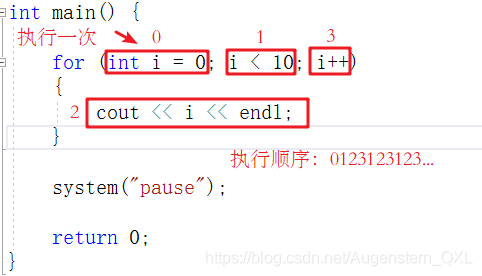 int main() {
执行一次 0 1 3
for (int i = 0; i < 10; i++)
{
2 cout << i << endl;
}
执行顺序：0123123123...
system("pause");
return 0;
https://blog.csdn.net/Augenstern_QXL
}